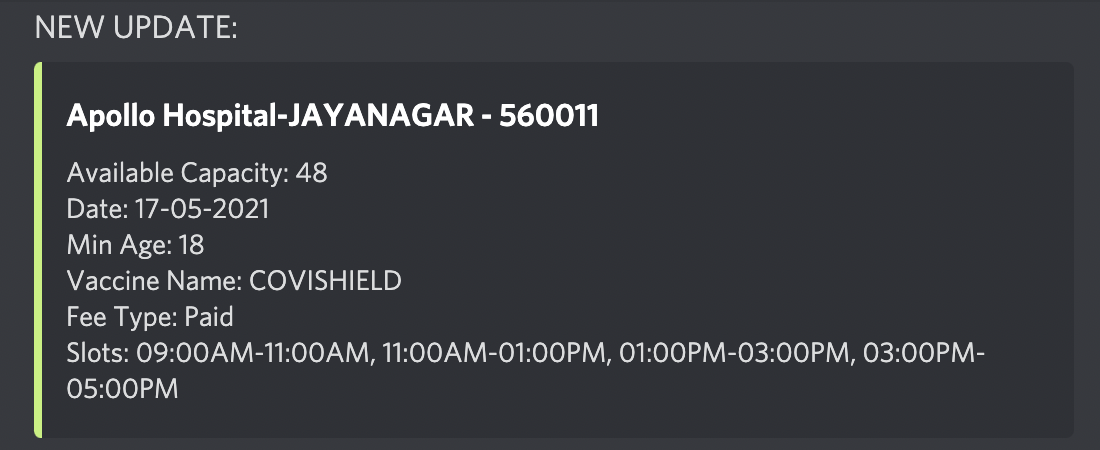 NEW UPDATE:
Apollo Hospital-JAYANAGAR - 560011
Available Capacity: 48
Date: 17-05-2021
Min Age: 18
Vaccine Name: COVISHIELD
Fee Type: Paid
Slots: 09:00AM-11:00AM, 11:00AM-01:00PM, 01:00PM-03:00PM, 03:00PM-
05:00PM